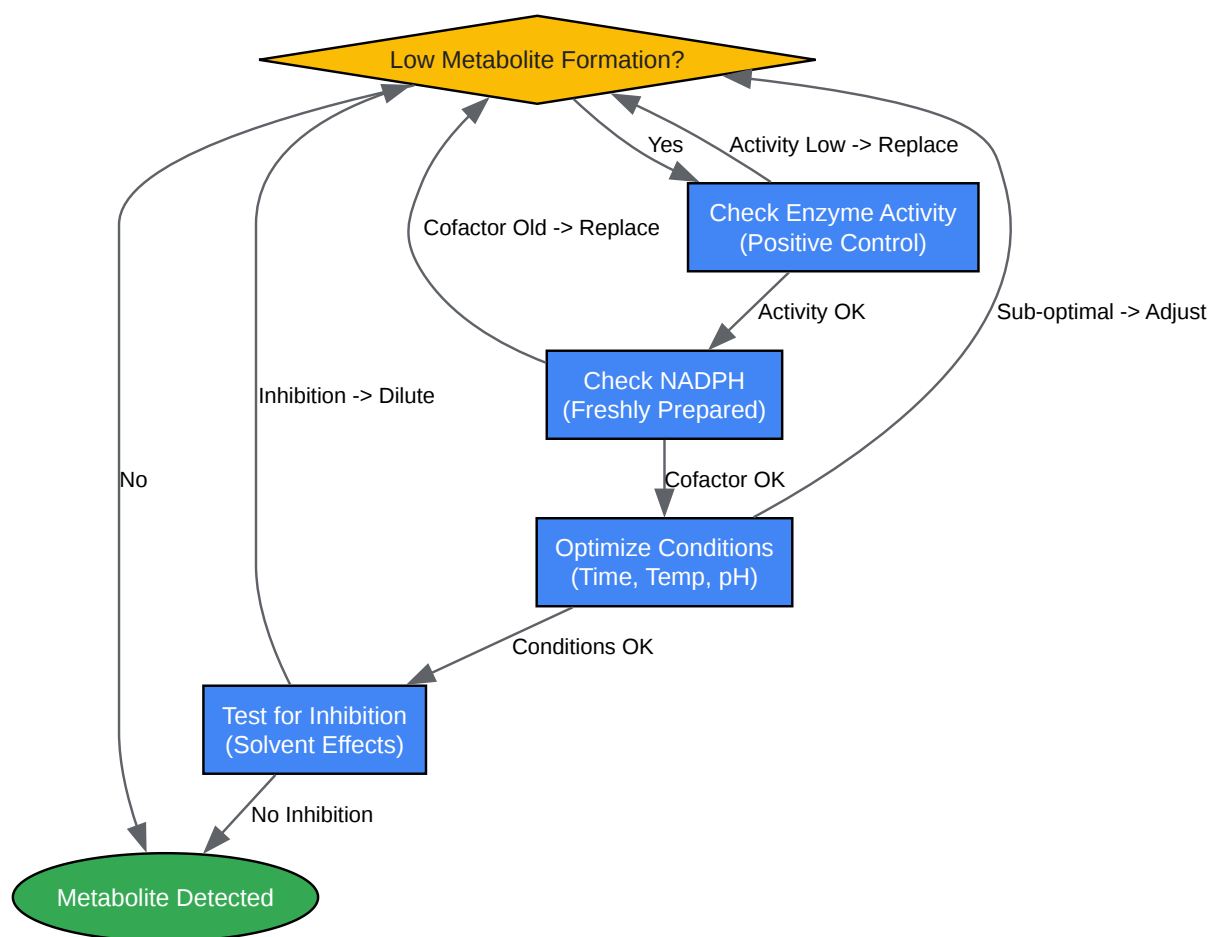 Low Metabolite Formation?
Yes
Activity Low -> Replace
Check Enzyme Activity
(Positive Control)
Cofactor Old -> Replace
Activity OK
Sub-optimal -> Adjust
Check NADPH
(Freshly Prepared)
Inhibition -> Dilute
No
Cofactor OK
Optimize Conditions
(Time, Temp, pH)
Conditions OK
Test for Inhibition
(Solvent Effects)
No Inhibition
Metabolite Detected